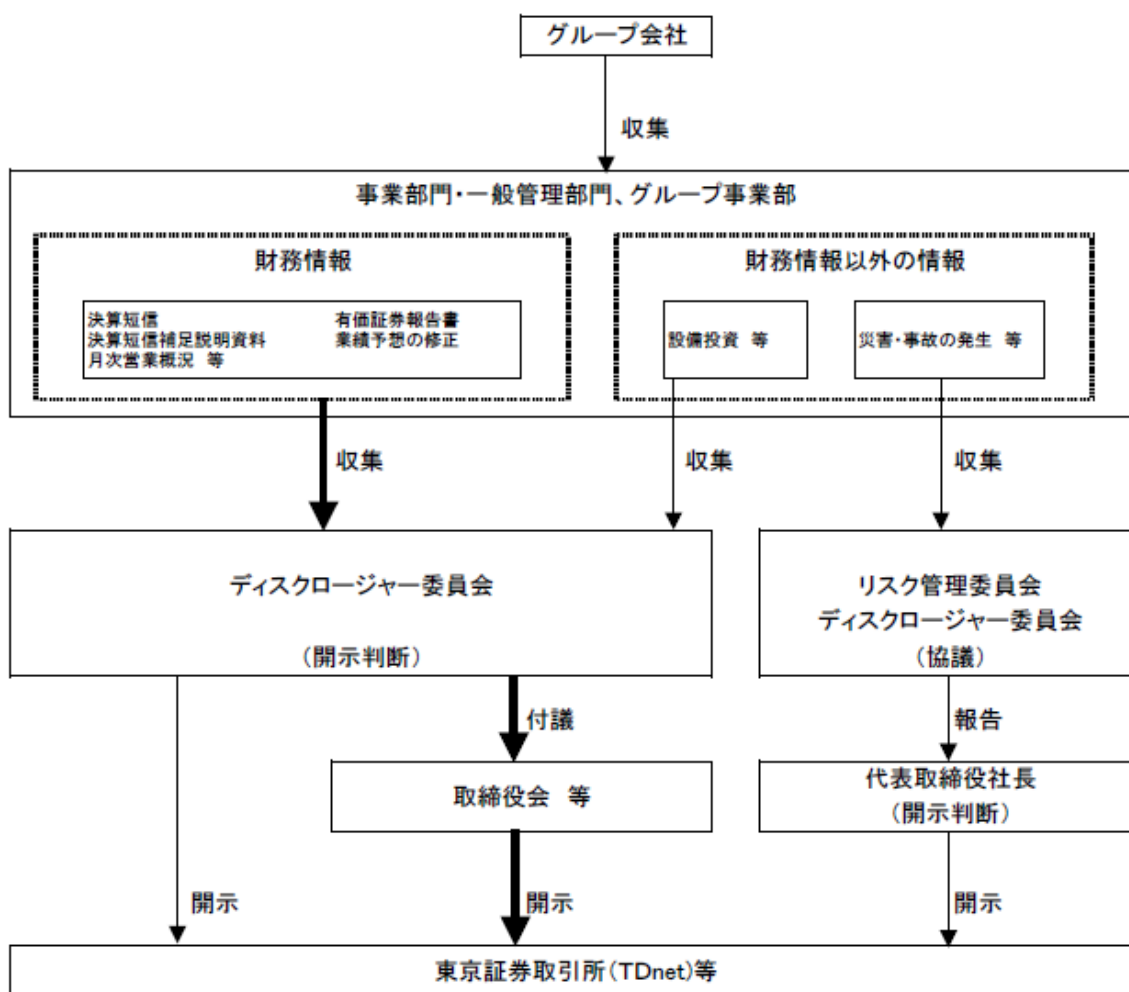 グループ会社
収集
事業部門・一般管理部門、グループ事業部
財務情報
財務情報以外の情報
決算短信 有価証券報告書
決算短信補足説明資料 業績予想の修正
月次営業概況 等
設備投資 等
災害・事故の発生 等
収集
収集
収集
ディスクロージャー委員会
(開示判断)
リスク管理委員会
ディスクロージャー委員会
(協議)
付議
報告
取締役会 等
代表取締役社長
(開示判断)
開示
開示
開示
東京証券取引所(TDnet)等